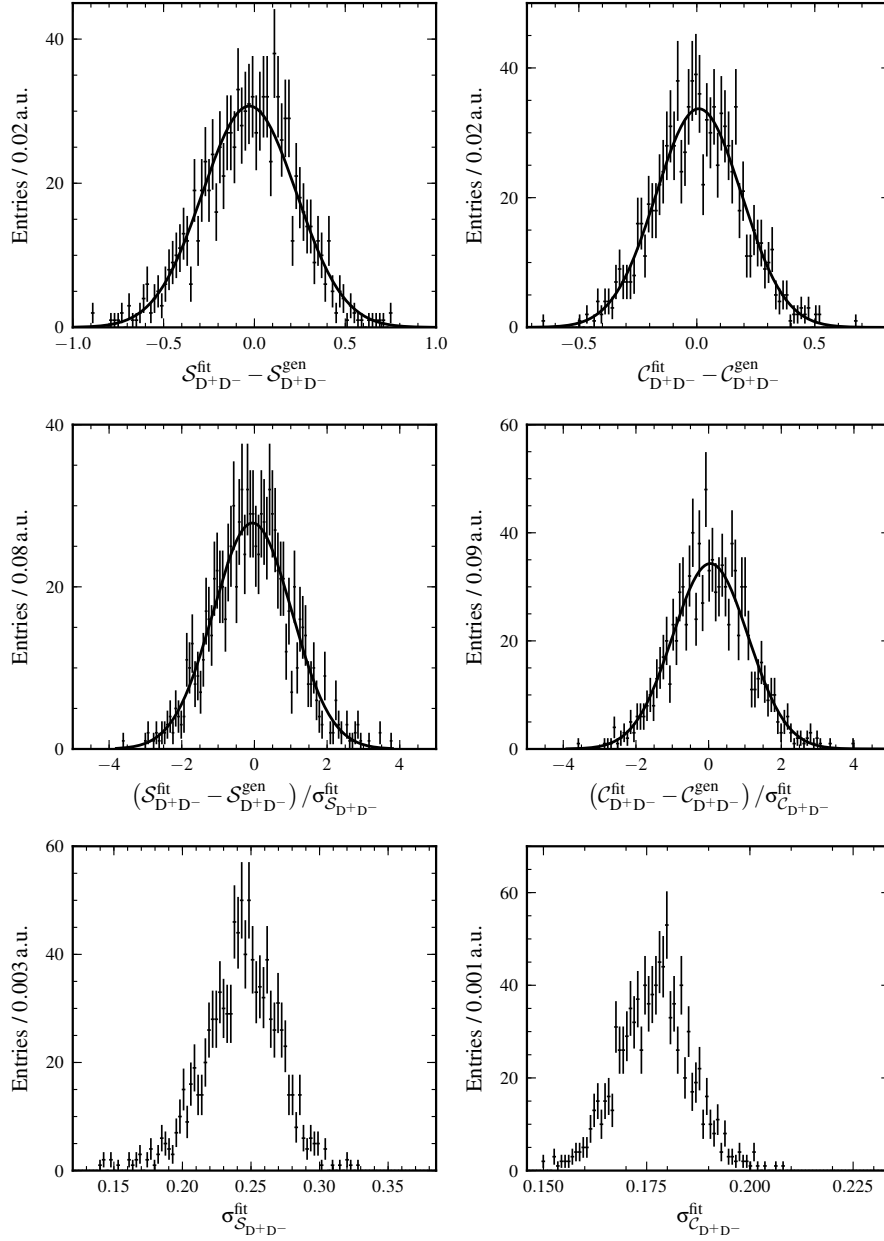 Entries / 0.02 a.u.
40
20
0
−1.0 −0.5 0.0 0.5 1.0
𝒮^fit_D+D− − 𝒮^gen_D+D−
Entries / 0.02 a.u.
40
20
0
−0.5 0.0 0.5
𝒞^fit_D+D− − 𝒞^gen_D+D−
Entries / 0.08 a.u.
40
20
0
−4 −2 0 2 4
(𝒮^fit_D+D− − 𝒮^gen_D+D−)/σ^fit_𝒮D+D−
Entries / 0.09 a.u.
60
40
20
0
−4 −2 0 2 4
(𝒞^fit_D+D− − 𝒞^gen_D+D−)/σ^fit_𝒞D+D−
Entries / 0.003 a.u.
60
40
20
0
0.15 0.20 0.25 0.30 0.35
σ^fit_𝒮D+D−
Entries / 0.001 a.u.
60
40
20
0
0.150 0.175 0.200 0.225
σ^fit_𝒞D+D−